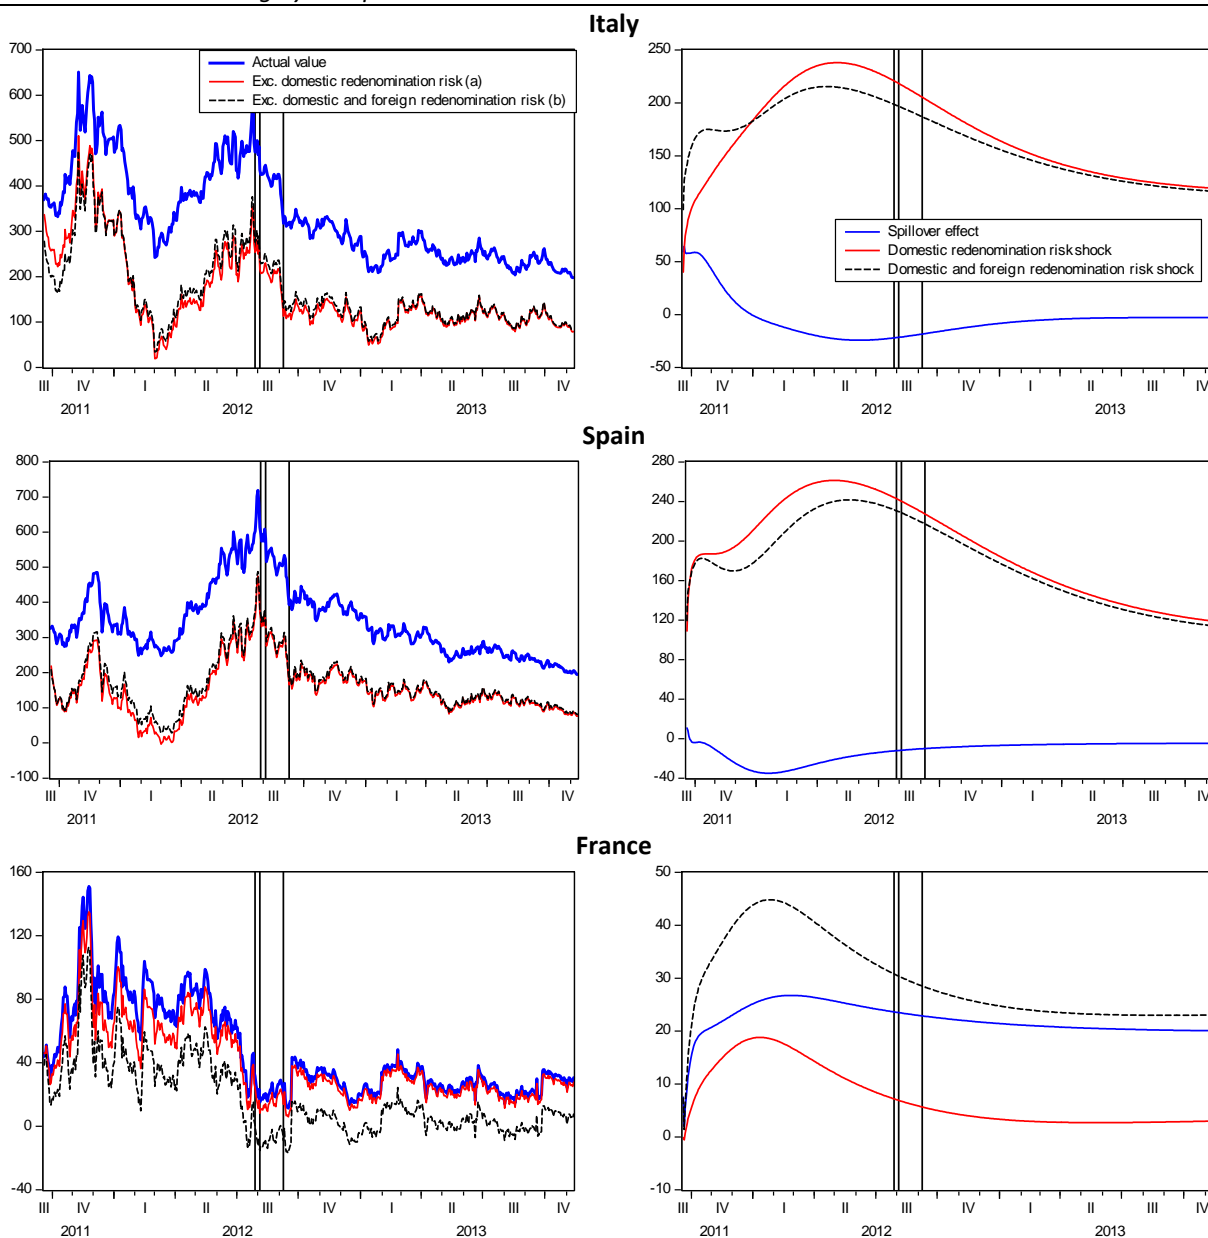 Italy
700
600
500
400
300
200
100
0
Actual value
Exc. domestic redenomination risk (a)
Exc. domestic and foreign redenomination risk (b)
III IV I II III IV I II III IV
2011 2012 2013
250
200
150
100
50
0
-50
Spillover effect
Domestic redenomination risk shock
Domestic and foreign redenomination risk shock
III IV I II III IV I II III IV
2011 2012 2013
Spain
800
700
600
500
400
300
200
100
0
-100
III IV I II III IV I II III IV
2011 2012 2013
280
240
200
160
120
80
40
0
-40
III IV I II III IV I II III IV
2011 2012 2013
France
160
120
80
40
0
-40
III IV I II III IV I II III IV
2011 2012 2013
50
40
30
20
10
0
-10
III IV I II III IV I II III IV
2011 2012 2013